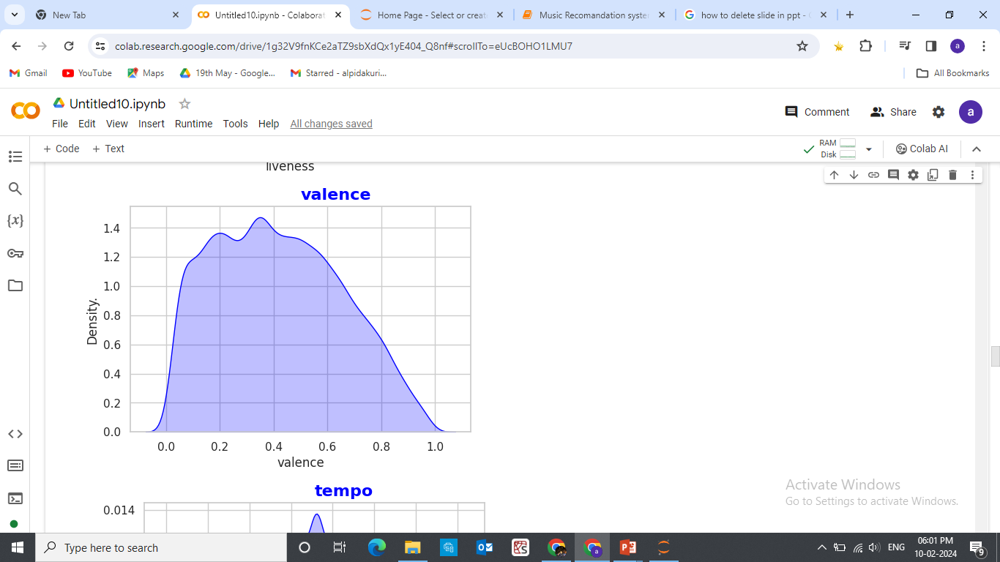 New Tab
Untitled10.ipynb - Colaborat
Home Page - Select or creat
Music Recomandation syste
how to delete slide in ppt - 
colab.research.google.com/drive/1g32V9fnKCe2aTZ9sbXdQx1yE404_Q8nf#scrollTo=eUcBOHO1LMU7
a
Gmail
YouTube
Maps
19th May - Google...
Starred - alpidakuri...
All Bookmarks
Untitled10.ipynb
File Edit View Insert Runtime Tools Help All changes saved
Comment
Share
a
+ Code + Text
RAM
Disk
Colab AI
liveness
valence
1.4
1.2
1.0
0.8
0.6
0.4
0.2
0.0
Density.
0.0 0.2 0.4 0.6 0.8 1.0
valence
tempo
0.014
{x}
Activate Windows
Go to Settings to activate Windows.
Type here to search
ENG
06:01 PM
10-02-2024
9